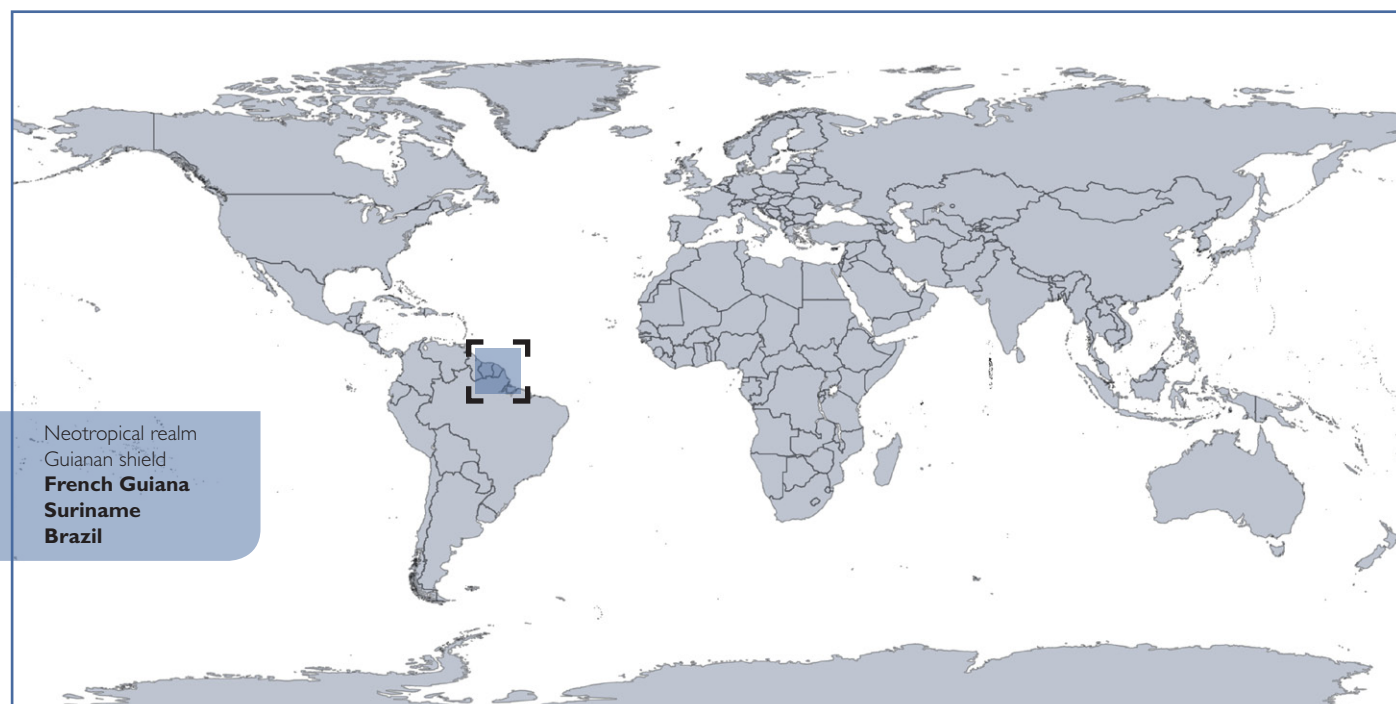 Neotropical realm
Guianan shield
French Guiana
Suriname
Brazil